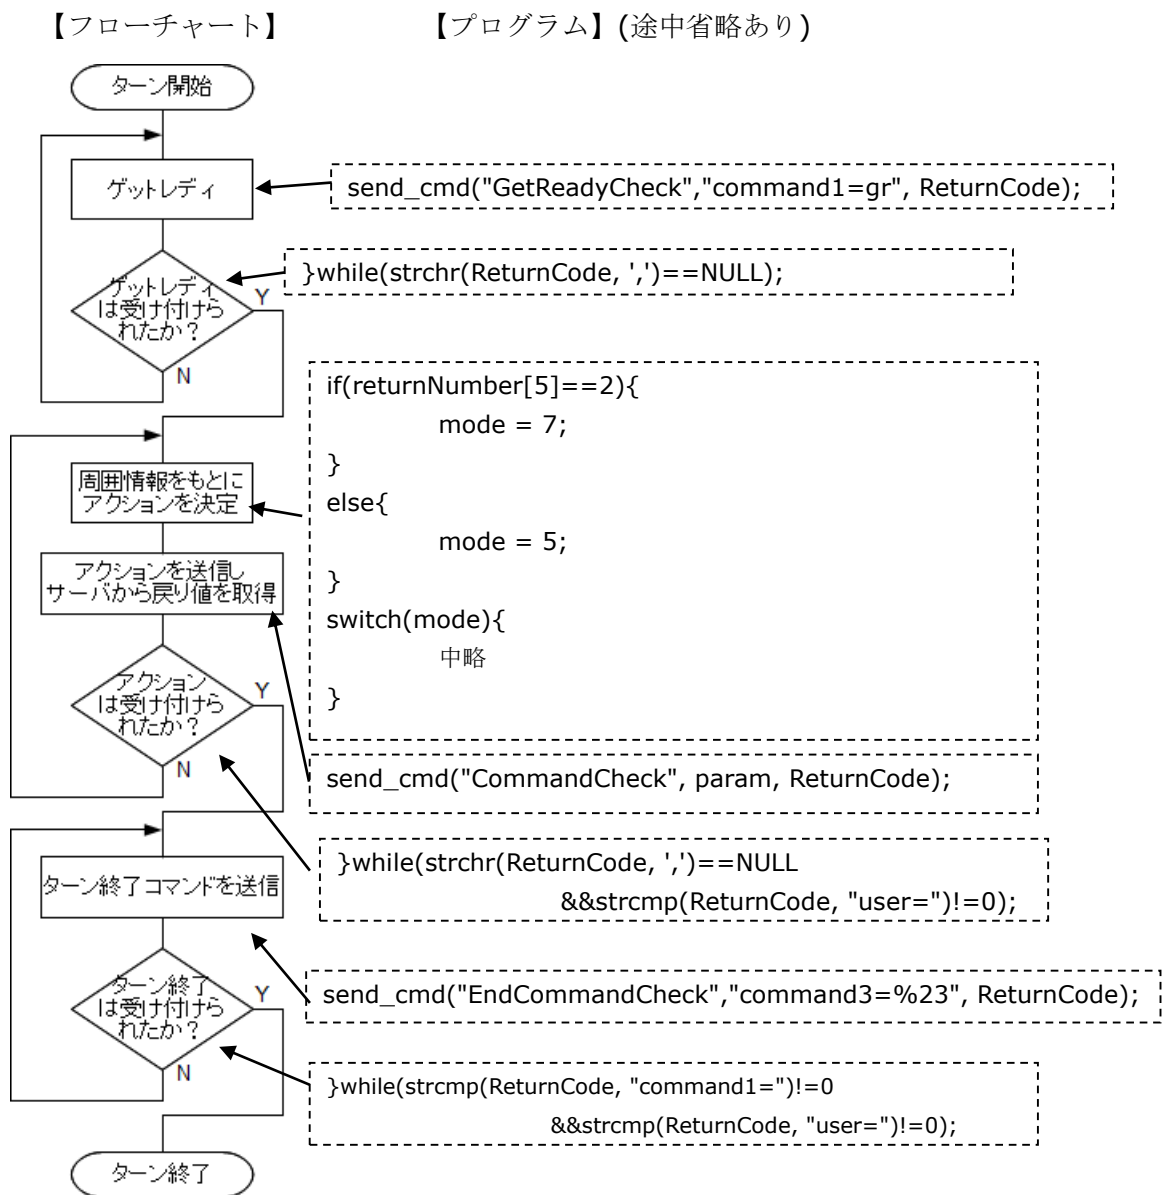 【フローチャート】 【プログラム】(途中省略あり)
ターン開始
ゲットレディ
send_cmd("GetReadyCheck","command1=gr", ReturnCode);
ゲットレディ
は受け付けら
れたか？
Y
N
}while(strchr(ReturnCode, ',')==NULL);
周囲情報をもとに
アクションを決定
if(returnNumber[5]==2){
mode = 7;
}
else{
mode = 5;
}
switch(mode){
中略
}
アクションを送信し
サーバから戻り値を取得
send_cmd("CommandCheck", param, ReturnCode);
アクション
は受け付けら
れたか？
Y
N
}while(strchr(ReturnCode, ',')==NULL
&&strcmp(ReturnCode, "user=")!=0);
ターン終了コマンドを送信
send_cmd("EndCommandCheck","command3=%23", ReturnCode);
ターン終了
は受け付けら
れたか？
Y
N
}while(strcmp(ReturnCode, "command1=")!=0
&&strcmp(ReturnCode, "user=")!=0);
ターン終了